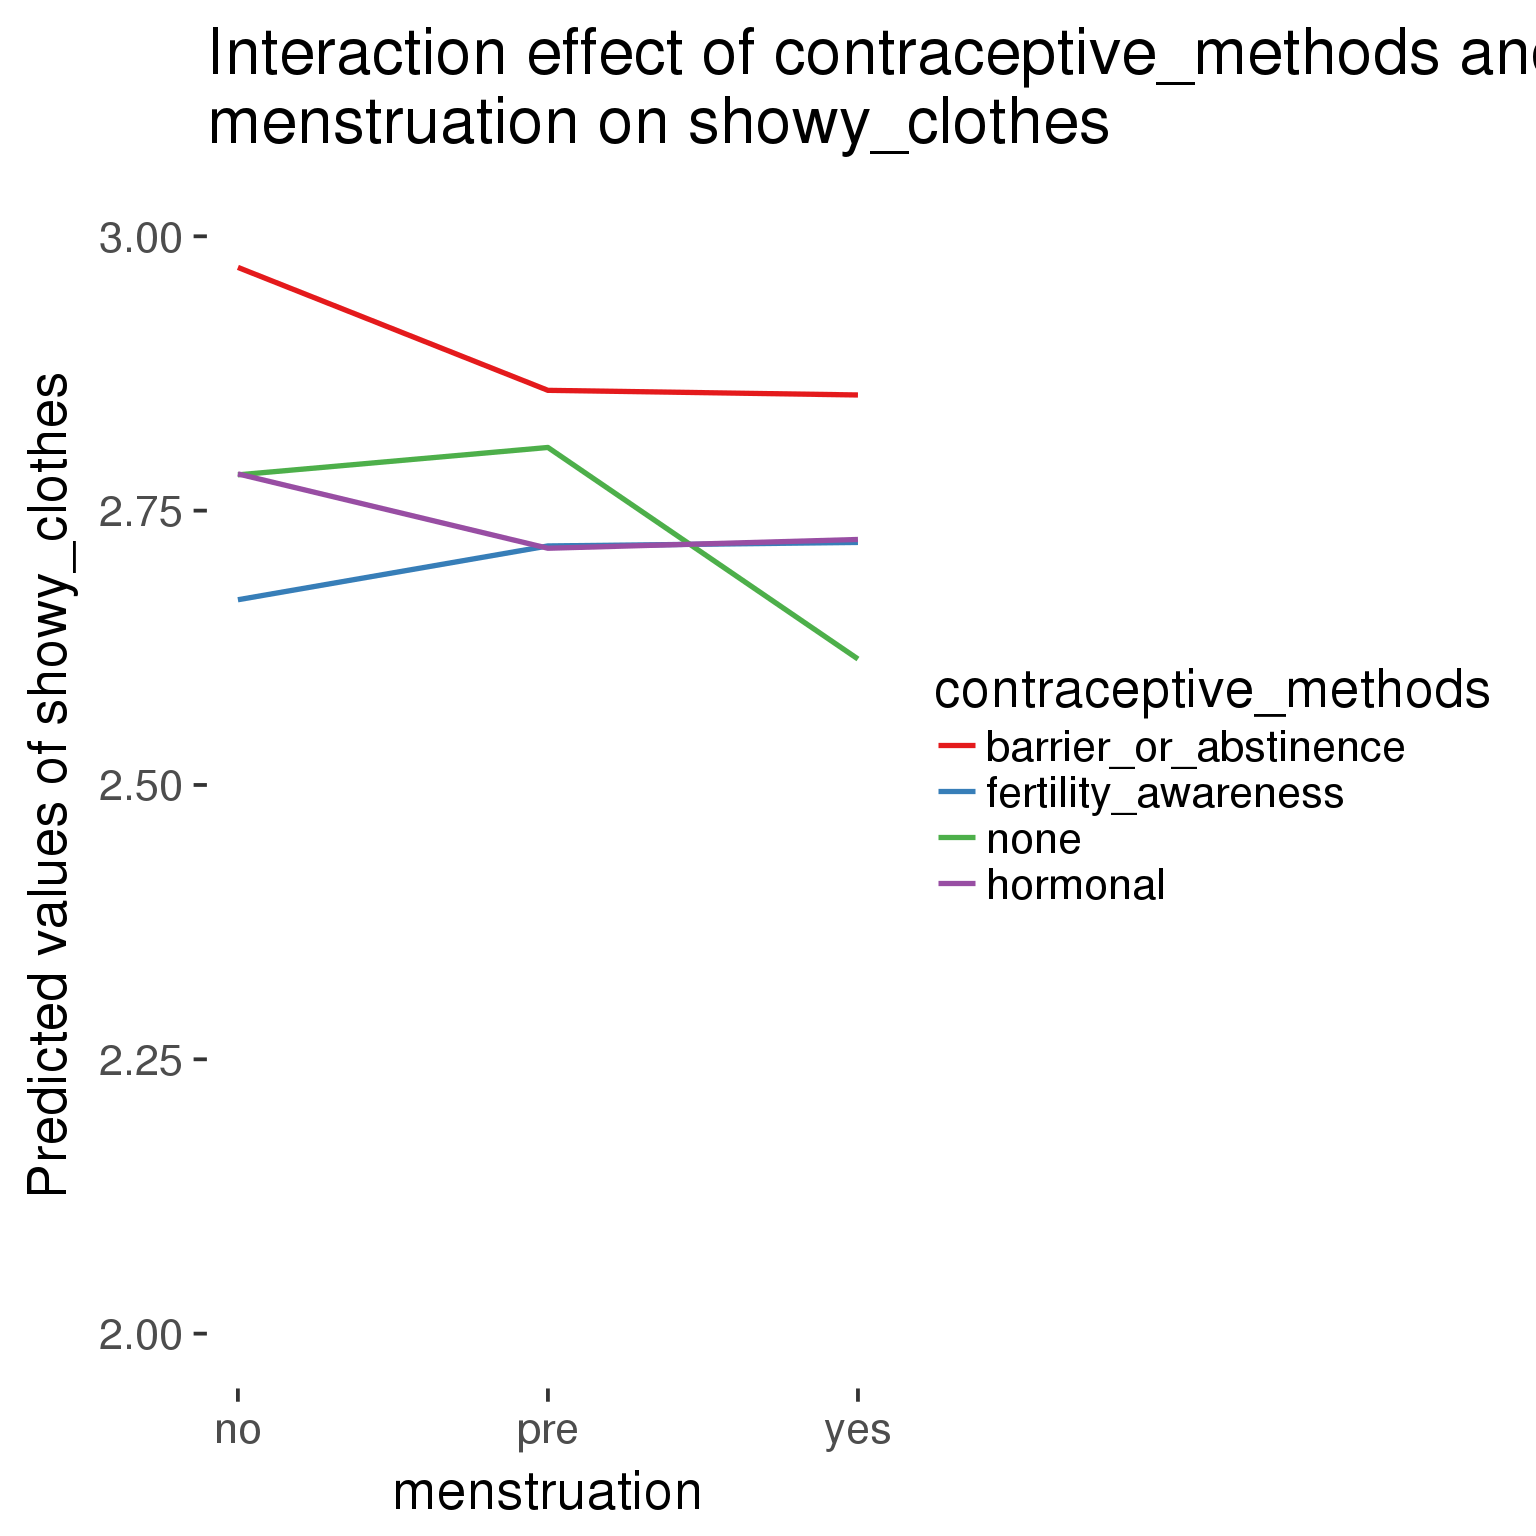 Interaction effect of contraceptive_methods an
menstruation on showy_clothes
Predicted values of showy_clothes
3.00
2.75
2.50
2.25
2.00
no pre yes
menstruation
contraceptive_methods
barrier_or_abstinence
fertility_awareness
none
hormonal